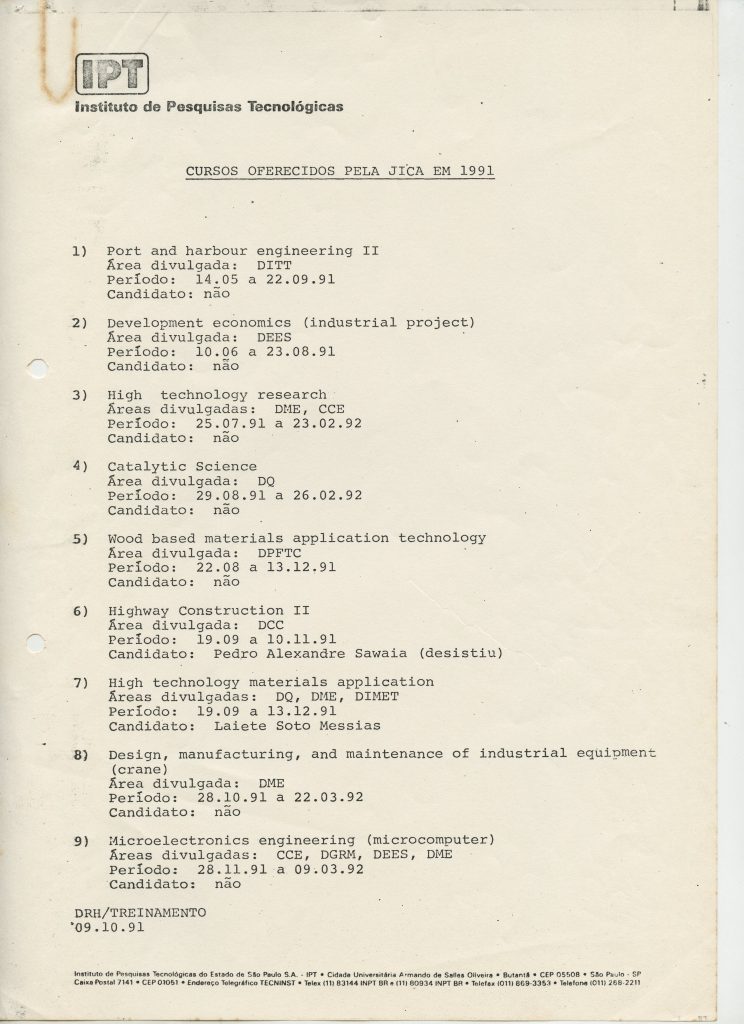 IPT
Instituto de Pesquisas Tecnológicas
CURSOS OFERECIDOS PELA JICA EM 1991
1) Port and harbour engineering II
Área divulgada: DITT
Período: 14.05 a 22.09.91
Candidato: não
2) Development economics (industrial project)
Área divulgada: DEES
Período: 10.06 a 23.08.91
Candidato: não
3) High technology research
Áreas divulgadas: DME, CCE
Período: 25.07.91 a 23.02.92
Candidato: não
4) Catalytic Science
Área divulgada: DQ
Período: 29.08.91 a 26.02.92
Candidato: não
5) Wood based materials application technology
Área divulgada: DPFTC
Período: 22.08 a 13.12.91
Candidato: não
6) Highway Construction II
Área divulgada: DCC
Período: 19.09 a 10.11.91
Candidato: Pedro Alexandre Sawaia (desistiu)
7) High technology materials application
Áreas divulgadas: DQ, DME, DIMET
Período: 19.09 a 13.12.91
Candidato: Laiete Soto Messias
8) Design, manufacturing, and maintenance of industrial equipment
(crane)
Área divulgada: DME
Período: 28.10.91 a 22.03.92
Candidato: não
9) Microelectronics engineering (microcomputer)
Áreas divulgadas: CCE, DGRM, DEES, DME
Período: 28.11.91 a 09.03.92
Candidato: não
DRH/TREINAMENTO
09.10.91
Instituto de Pesquisas Tecnológicas do Estado de São Paulo S.A. - IPT • Cidade Universitária Armando de Salles Oliveira • Butantã • CEP 05508 • São Paulo - SP
Caixa Postal 7141 • CEP 01051 • Endereço Telegráfico TECNINST • Telex (11) 83144 INPT BR e (11) 80934 INPT BR • Telefax (011) 869-3353 • Telefone (011) 268-2211